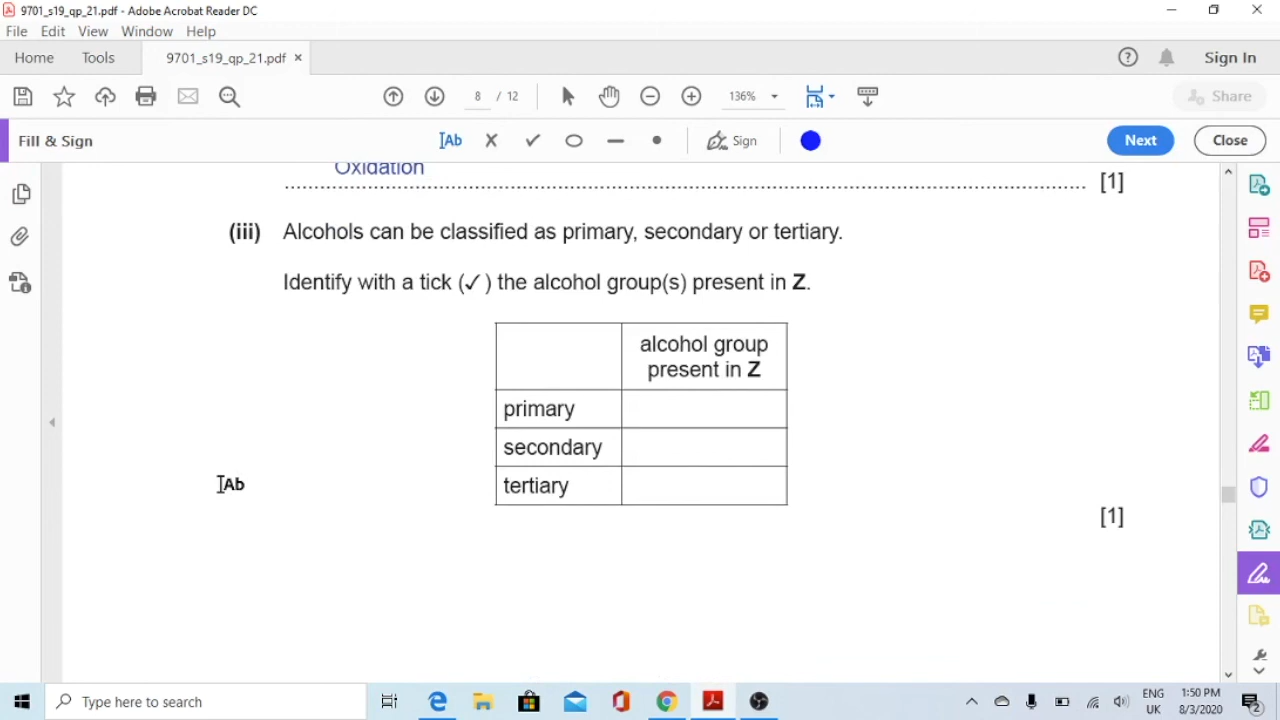 9701_s19_qp_21.pdf - Adobe Acrobat Reader DC
File Edit View Window Help
Home Tools 9701_s19_qp_21.pdf × Sign In
8 / 12 136% Share
Fill & Sign Ab Sign Next Close
Oxidation
[1]
(iii) Alcohols can be classified as primary, secondary or tertiary.
Identify with a tick (✓) the alcohol group(s) present in Z.
alcohol group
present in Z
primary
secondary
Ab
tertiary
[1]
Type here to search
ENG 1:50 PM
UK 8/3/2020 2